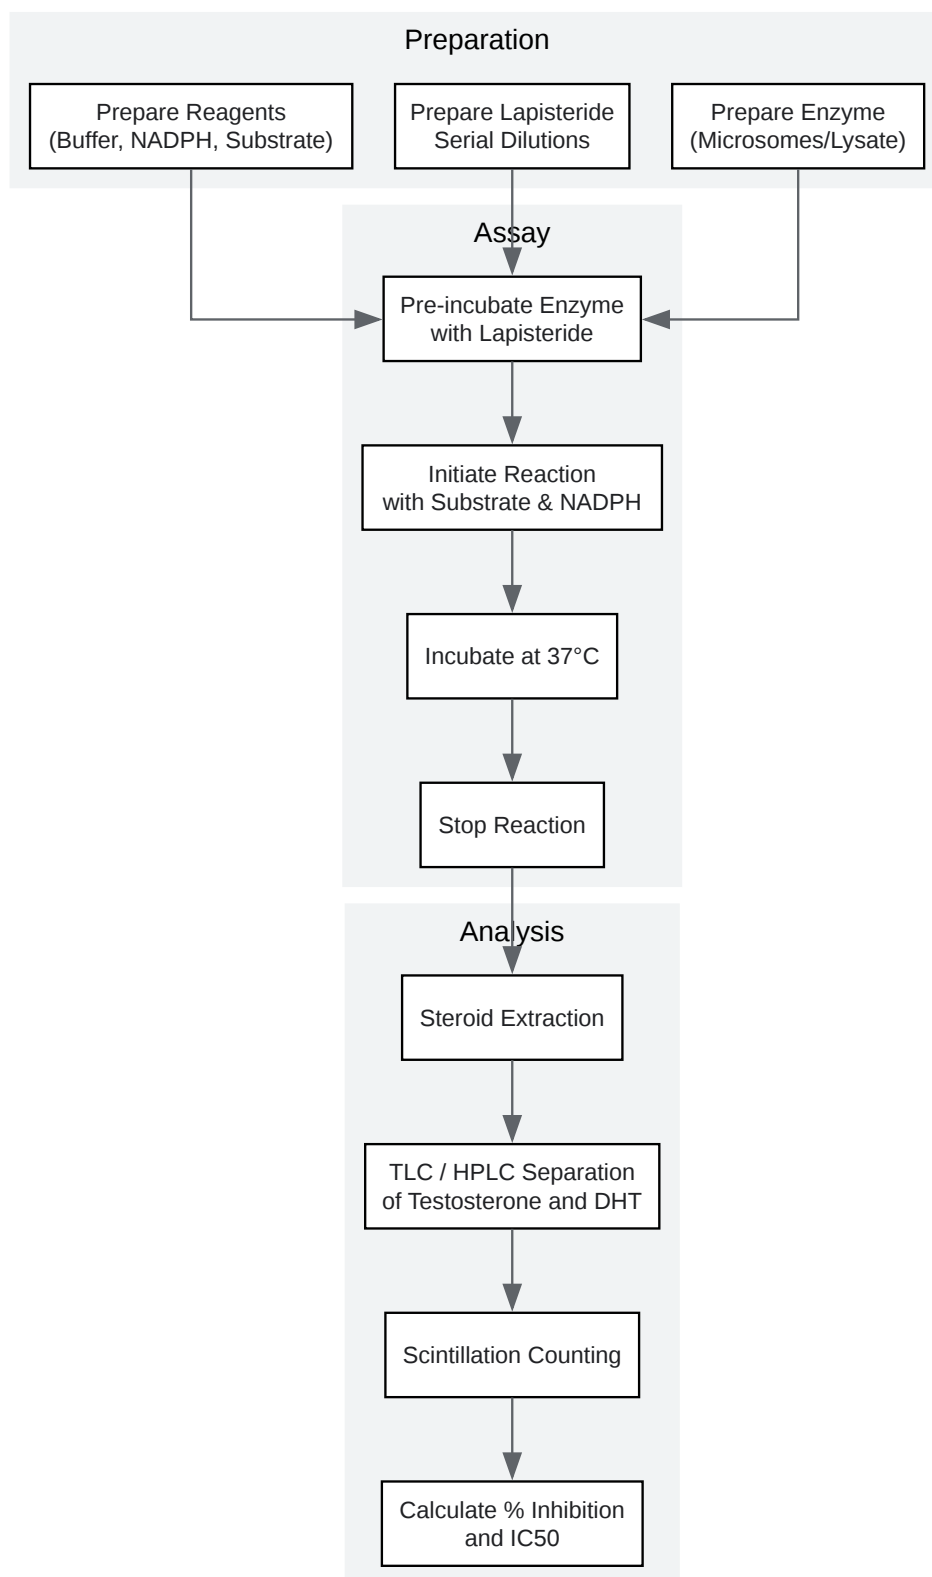 Preparation
Prepare Reagents
(Buffer, NADPH, Substrate)
Prepare Lapisteride
Serial Dilutions
Prepare Enzyme
(Microsomes/Lysate)
Assay
Pre-incubate Enzyme
with Lapisteride
Initiate Reaction
with Substrate & NADPH
Incubate at 37°C
Stop Reaction
Analysis
Steroid Extraction
TLC / HPLC Separation
of Testosterone and DHT
Scintillation Counting
Calculate % Inhibition
and IC50